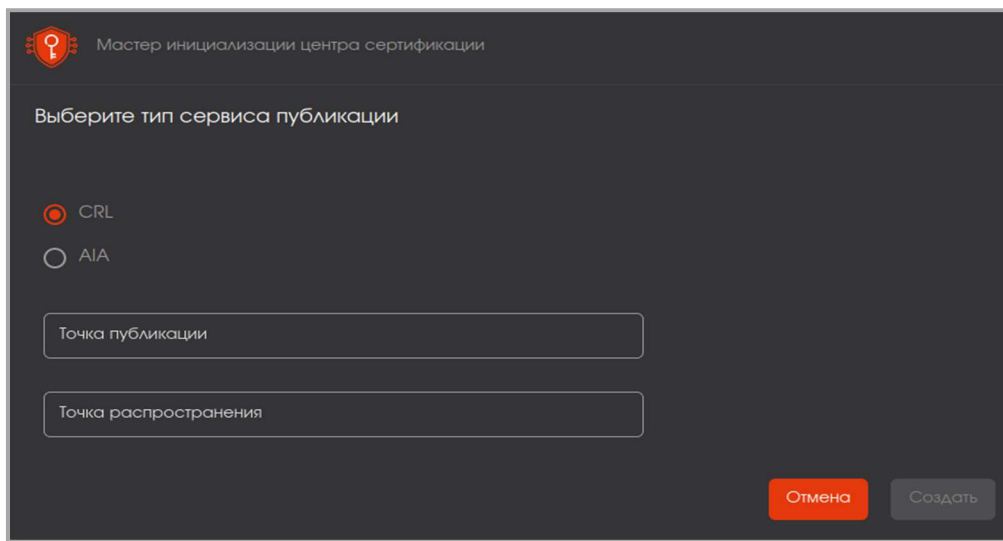 Мастер инициализации центра сертификации
Выберите тип сервиса публикации
CRL
AIA
Точка публикации
Точка распространения
Отмена
Создать